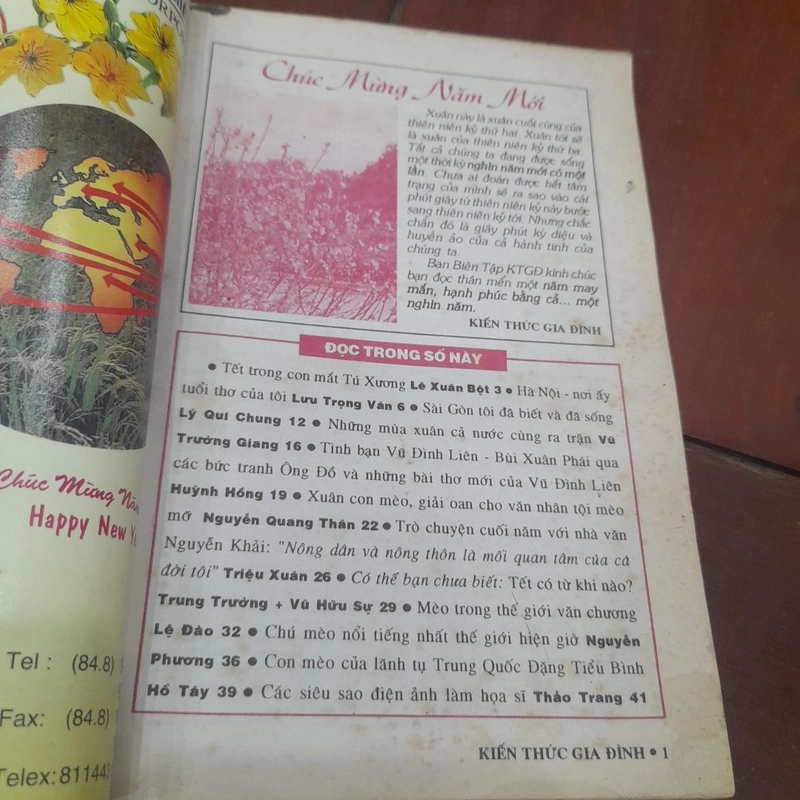 Chúc Mừng Năm
Happy New
Tel : (84.8)
Fax: (84.8)
Telex: 81144
Chúc Mừng Năm Mới
Xuân này là xuân cuối cùng của
thiên niên kỷ thứ hai. Xuân tới sẽ
là xuân của thiên niên kỷ thứ ba.
Tất cả chúng ta đang được sống
một thời kỳ nghìn năm mới có một
lần. Chưa ai đoán được hết tâm
trạng của mình sẽ ra sao vào cái
phút giây từ thiên niên kỷ này bước
sang thiên niên kỷ tới. Nhưng chắc
chắn đó là giây phút kỳ diệu và
huyền ảo của cả hành tinh của
chúng ta.
Ban Biên Tập KTGĐ kính chúc
bạn đọc thân mến một năm may
mắn, hạnh phúc bằng cả... một
nghìn năm.
KIẾN THỨC GIA ĐÌNH
ĐỌC TRONG SỐ NÀY
● Tết trong con mắt Tú Xương Lê Xuân Bột 3 ● Hà Nội - nơi ấy
tuổi thơ của tôi Lưu Trọng Văn 6 ● Sài Gòn tôi đã biết và đã sống
Lý Quí Chung 12 ● Những mùa xuân cả nước cùng ra trận Vũ
Trường Giang 16 ● Tình bạn Vũ Đình Liên - Bùi Xuân Phái qua
các bức tranh Ông Đồ và những bài thơ mới của Vũ Đình Liên
Huỳnh Hồng 19 ● Xuân con mèo, giải oan cho văn nhân tội mèo
mỡ Nguyễn Quang Thân 22 ● Trò chuyện cuối năm với nhà văn
Nguyễn Khải: "Nông dân và nông thôn là mối quan tâm của cả
đời tôi" Triệu Xuân 26 ● Có thể bạn chưa biết: Tết có từ khi nào?
Trung Trường + Vũ Hữu Sự 29 ● Mèo trong thế giới văn chương
Lệ Đào 32 ● Chú mèo nổi tiếng nhất thế giới hiện giờ Nguyễn
Phương 36 ● Con mèo của lãnh tụ Trung Quốc Đặng Tiểu Bình
Hồ Tây 39 ● Các siêu sao điện ảnh làm họa sĩ Thảo Trang 41
KIẾN THỨC GIA ĐÌNH • 1